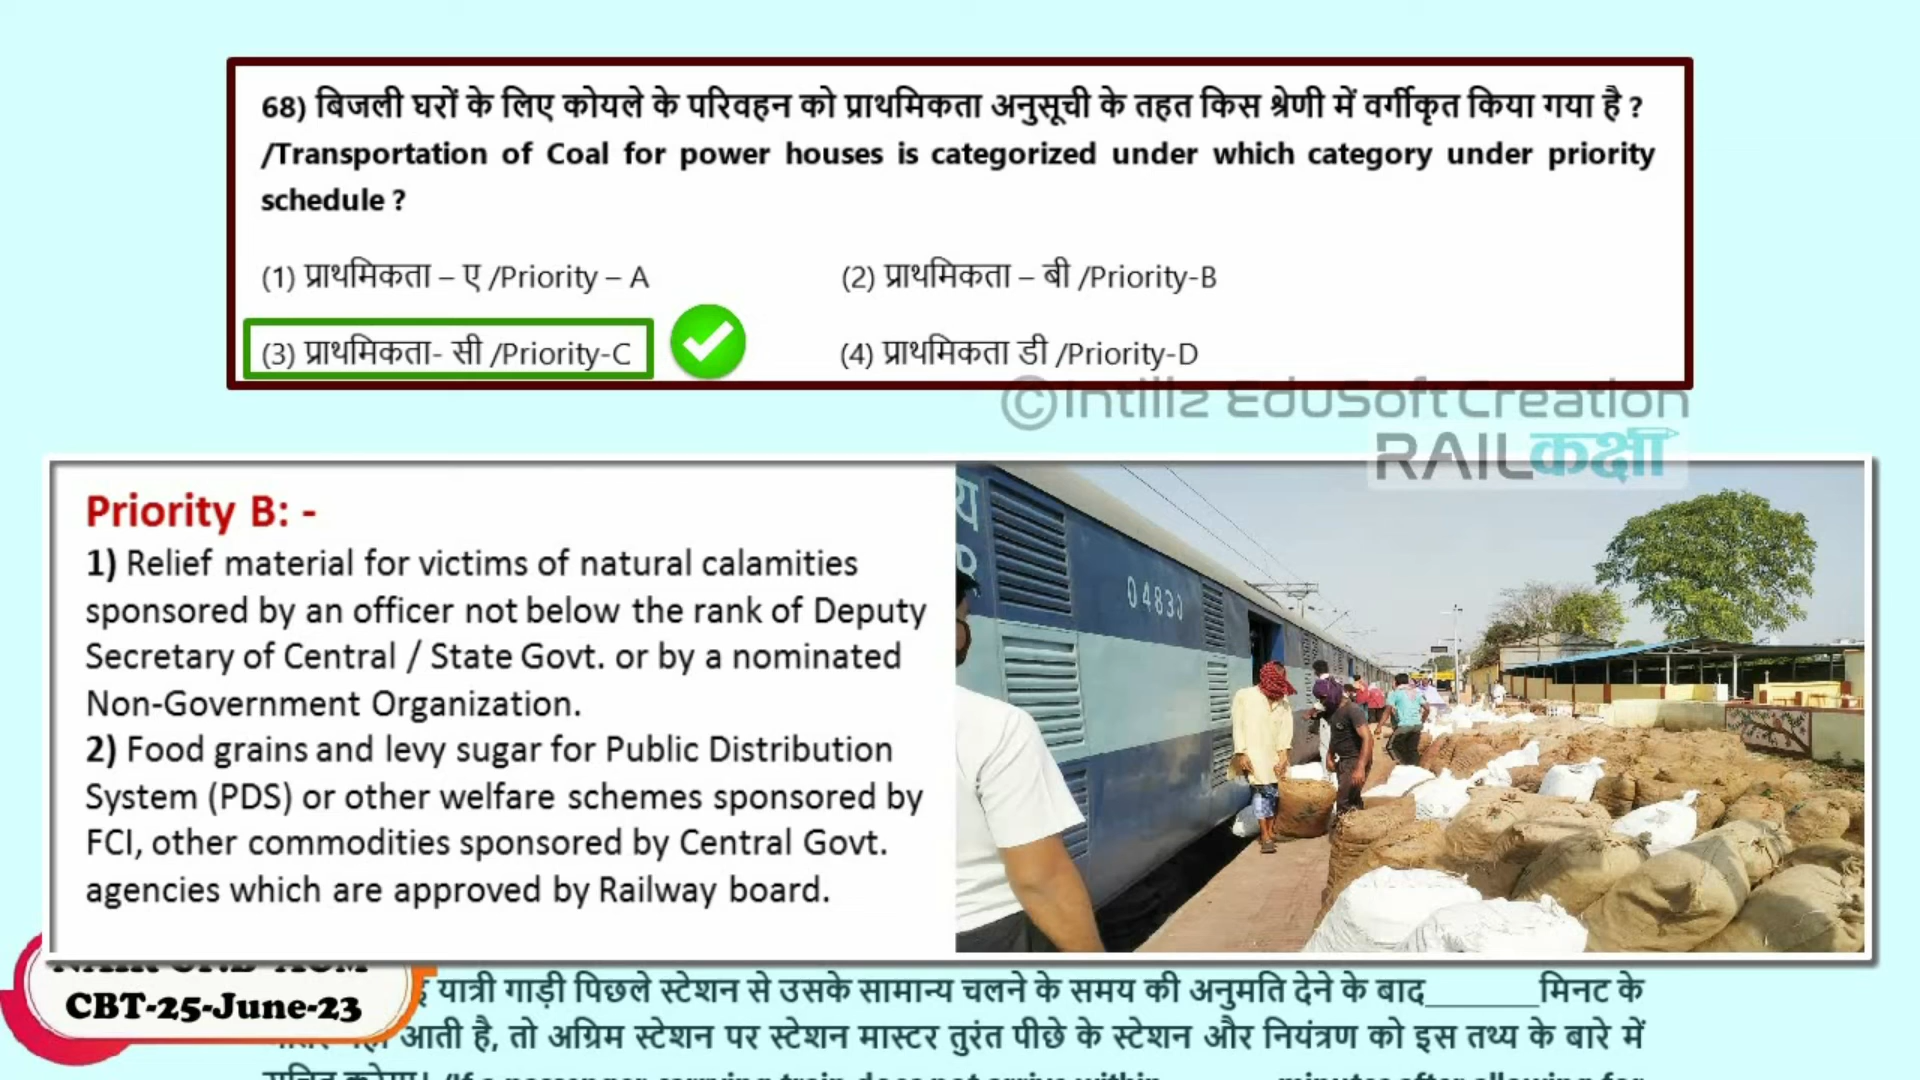 68) बिजली घरों के लिए कोयले के परिवहन को प्राथमिकता अनुसूची के तहत किस श्रेणी में वर्गीकृत किया गया है ?
/Transportation of Coal for power houses is categorized under which category under priority
schedule ?
(1) प्राथमिकता – ए /Priority – A
(2) प्राथमिकता – बी /Priority-B
(3) प्राथमिकता- सी /Priority-C
(4) प्राथमिकता डी /Priority-D
©Intillz EduSoft Creation
RAILकक्षा
Priority B: -
1) Relief material for victims of natural calamities
sponsored by an officer not below the rank of Deputy
Secretary of Central / State Govt. or by a nominated
Non-Government Organization.
2) Food grains and levy sugar for Public Distribution
System (PDS) or other welfare schemes sponsored by
FCI, other commodities sponsored by Central Govt.
agencies which are approved by Railway board.
CBT-25-June-23
यात्री गाड़ी पिछले स्टेशन से उसके सामान्य चलने के समय की अनुमति देने के बाद_______मिनट के
आती है, तो अग्रिम स्टेशन पर स्टेशन मास्टर तुरंत पीछे के स्टेशन और नियंत्रण को इस तथ्य के बारे में